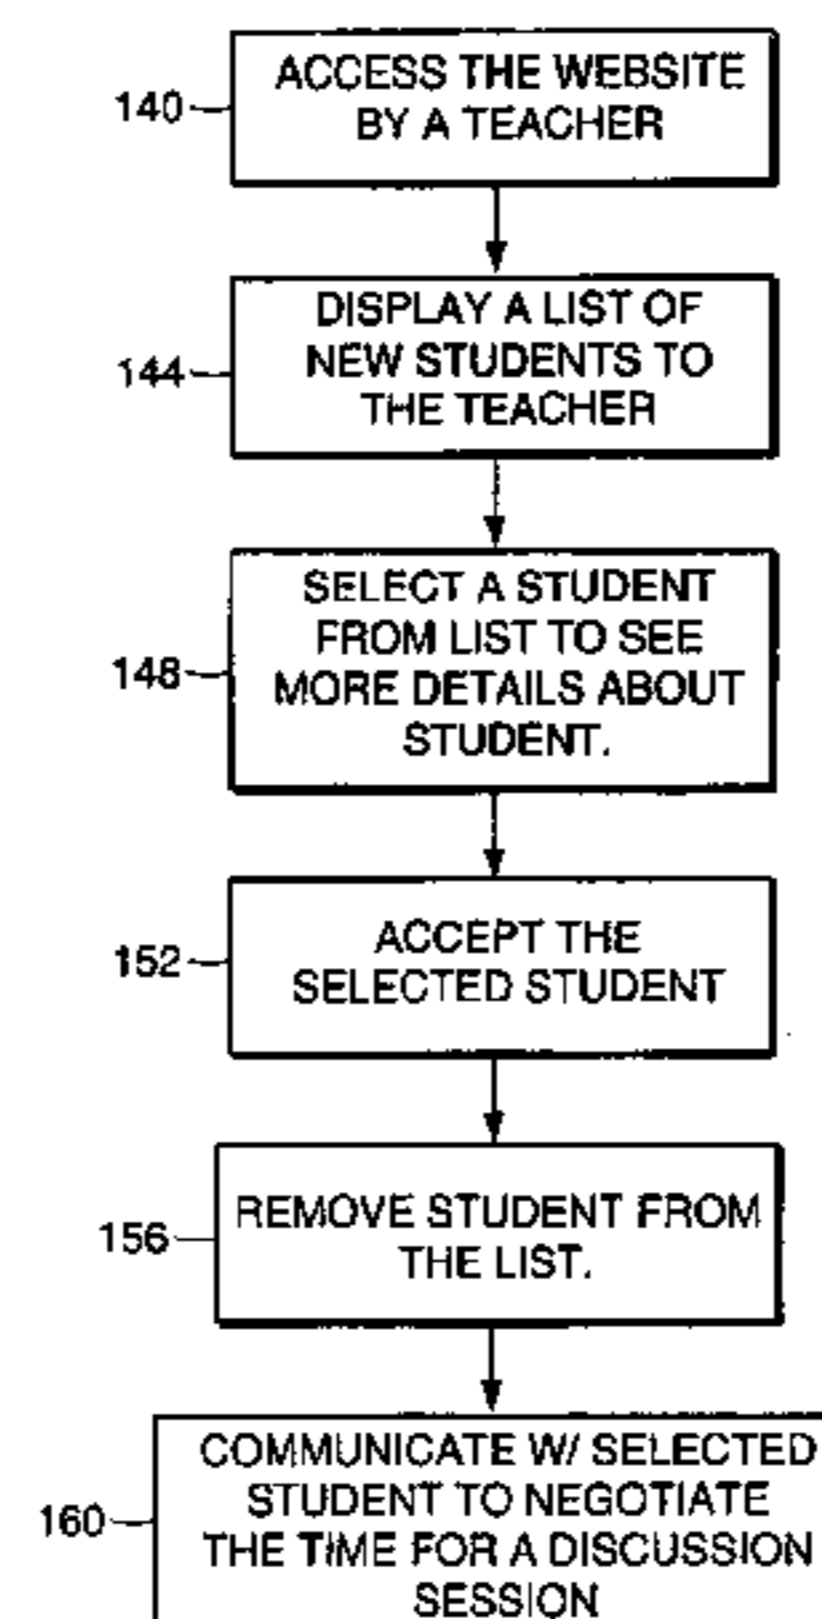 140
ACCESS THE WEBSITE
BY A TEACHER
144
DISPLAY A LIST OF
NEW STUDENTS TO
THE TEACHER
148
SELECT A STUDENT
FROM LIST TO SEE
MORE DETAILS ABOUT
STUDENT.
152
ACCEPT THE
SELECTED STUDENT
156
REMOVE STUDENT FROM
THE LIST.
160
COMMUNICATE W/ SELECTED
STUDENT TO NEGOTIATE
THE TIME FOR A DISCUSSION
SESSION